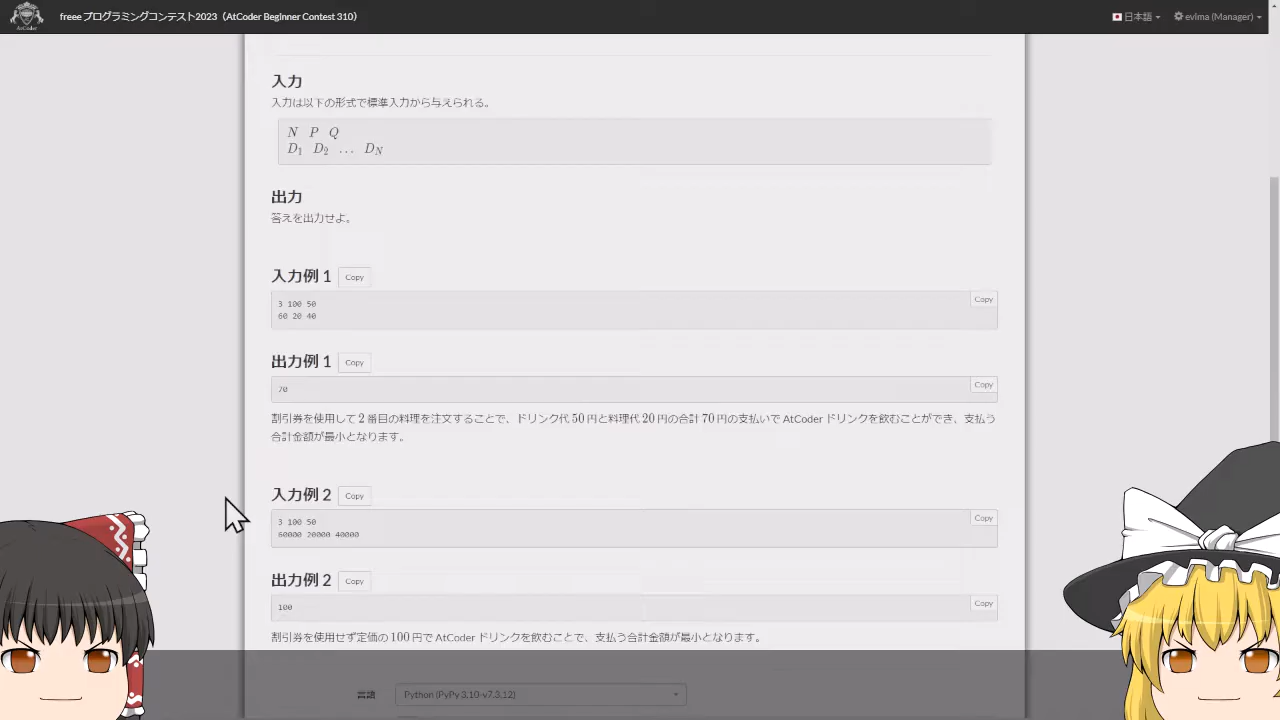 freee プログラミングコンテスト2023（AtCoder Beginner Contest 310）
日本語
evima (Manager)
AtCoder
入力
入力は以下の形式で標準入力から与えられる。
N P Q
D1 D2 … DN
出力
答えを出力せよ。
入力例 1 Copy
Copy
3 100 50
60 20 40
出力例 1 Copy
Copy
70
割引券を使用して 2 番目の料理を注文することで、ドリンク代 50 円と料理代 20 円の合計 70 円の支払いで AtCoder ドリンクを飲むことができ、支払う
合計金額が最小となります。
入力例 2 Copy
Copy
3 100 50
60000 20000 40000
出力例 2 Copy
Copy
100
割引券を使用せず定価の 100 円で AtCoder ドリンクを飲むことで、支払う合計金額が最小となります。
言語
Python (PyPy 3.10-v7.3.12)